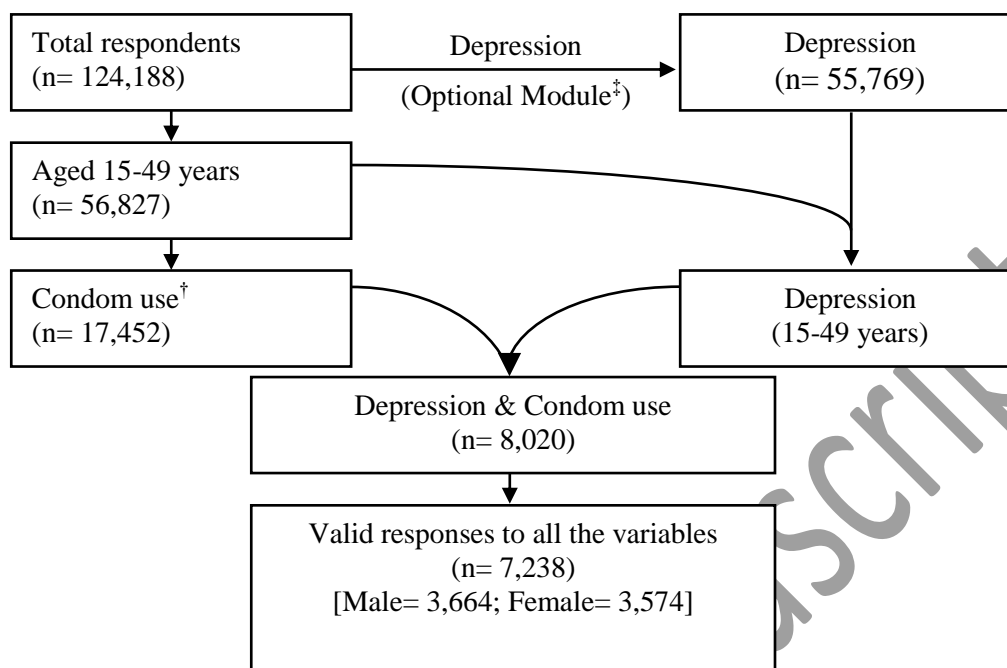 Total respondents
(n= 124,188)
Depression
(Optional Module‡)
Depression
(n= 55,769)
Aged 15-49 years
(n= 56,827)
Condom use†
(n= 17,452)
Depression
(15-49 years)
Depression & Condom use
(n= 8,020)
Valid responses to all the variables
(n= 7,238)
[Male= 3,664; Female= 3,574]